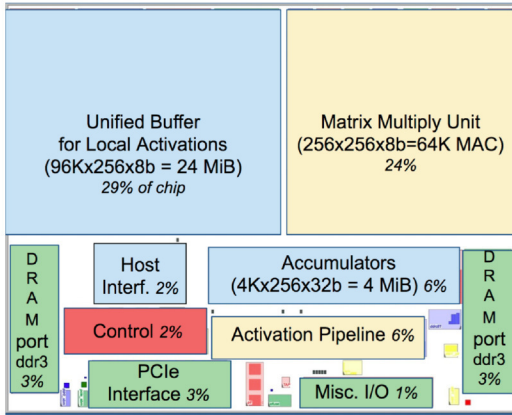 Unified Buffer
for Local Activations
(96Kx256x8b = 24 MiB)
29% of chip
Matrix Multiply Unit
(256x256x8b=64K MAC)
24%
D
R
A
M
port
ddr3
3%
Host
Interf. 2%
Accumulators
(4Kx256x32b = 4 MiB) 6%
D
R
A
M
port
ddr3
3%
Control 2%
Activation Pipeline 6%
PCIe
Interface 3%
Misc. I/O 1%